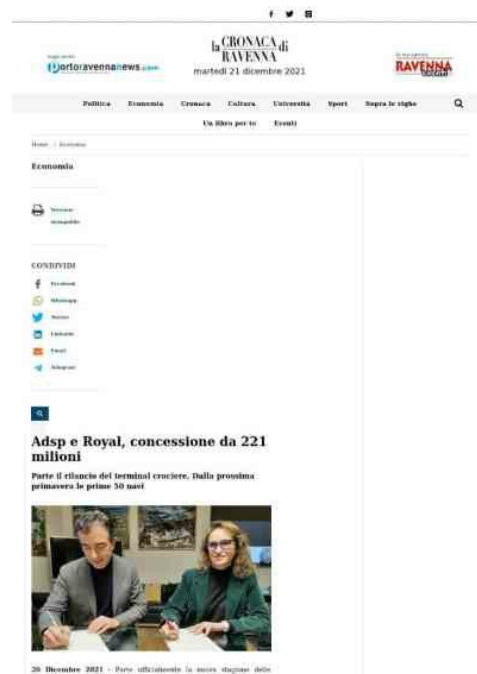 la CRONACA di
RAVENNA
martedì 21 dicembre 2021
portoravennanews.com
RAVENNA
Politica Economia Cronaca Cultura Università Sport Sopra le righe
Un libro per te Eventi
Home Economia
Economia
Versione
stampabile
CONDIVIDI
Facebook
Whatsapp
Twitter
Linkedin
Email
Telegram
Adsp e Royal, concessione da 221
milioni
Parte il rilancio del terminal crociere. Dalla prossima
primavera le prime 50 navi
20 Dicembre 2021 - Parte ufficialmente la nuova stagione delle